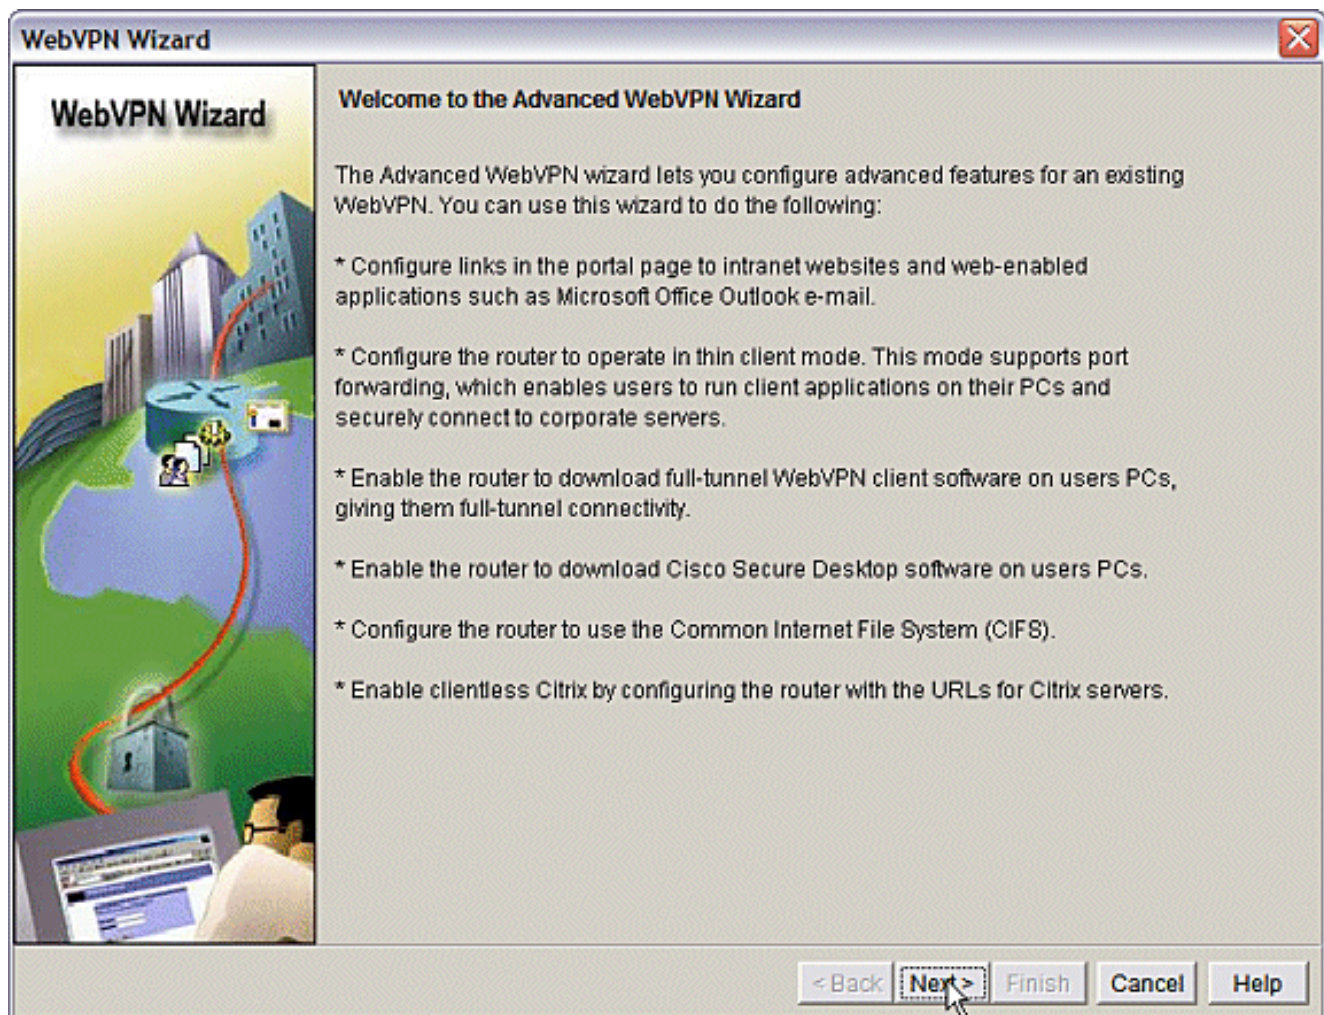 WebVPN Wizard
WebVPN Wizard
Welcome to the Advanced WebVPN Wizard
The Advanced WebVPN wizard lets you configure advanced features for an existing
WebVPN. You can use this wizard to do the following:
* Configure links in the portal page to intranet websites and web-enabled
applications such as Microsoft Office Outlook e-mail.
* Configure the router to operate in thin client mode. This mode supports port
forwarding, which enables users to run client applications on their PCs and
securely connect to corporate servers.
* Enable the router to download full-tunnel WebVPN client software on users PCs,
giving them full-tunnel connectivity.
* Enable the router to download Cisco Secure Desktop software on users PCs.
* Configure the router to use the Common Internet File System (CIFS).
* Enable clientless Citrix by configuring the router with the URLs for Citrix servers.
< Back Next > Finish Cancel Help